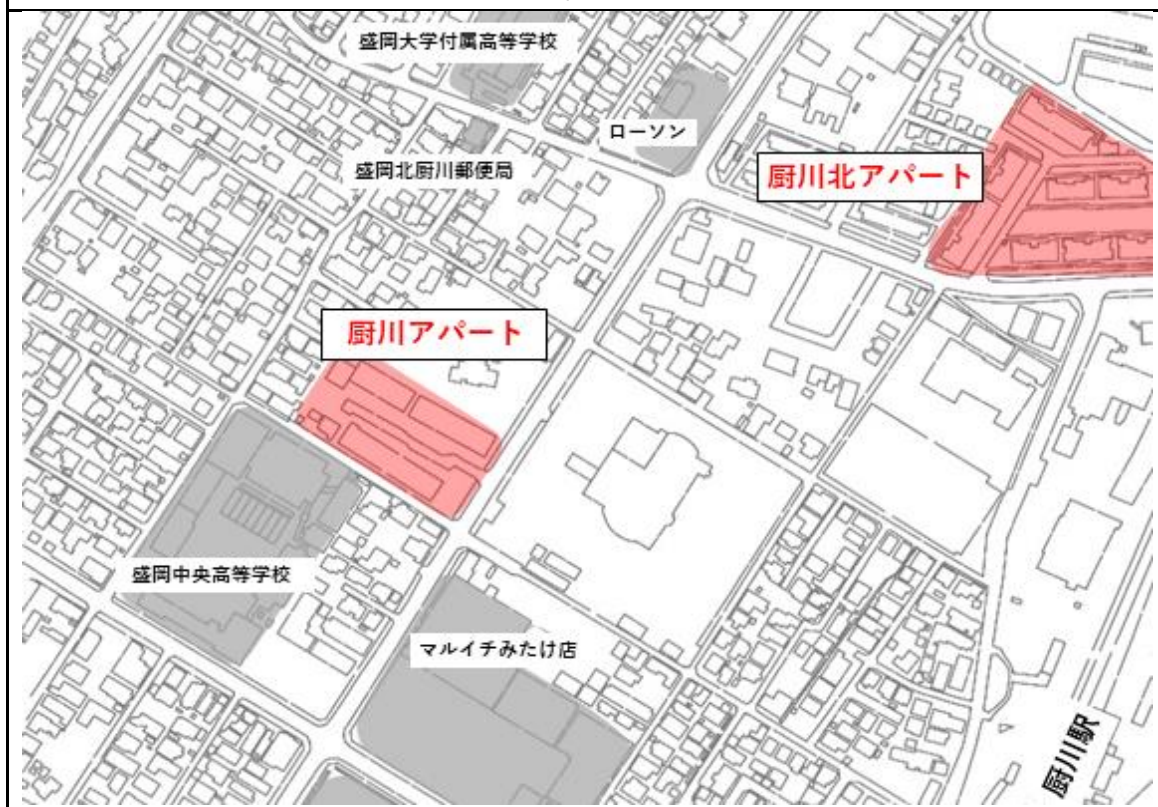 盛岡大学付属高等学校
ローソン
盛岡北厨川郵便局
厨川北アパート
厨川アパート
盛岡中央高等学校
マルイチみたけ店
厨川駅